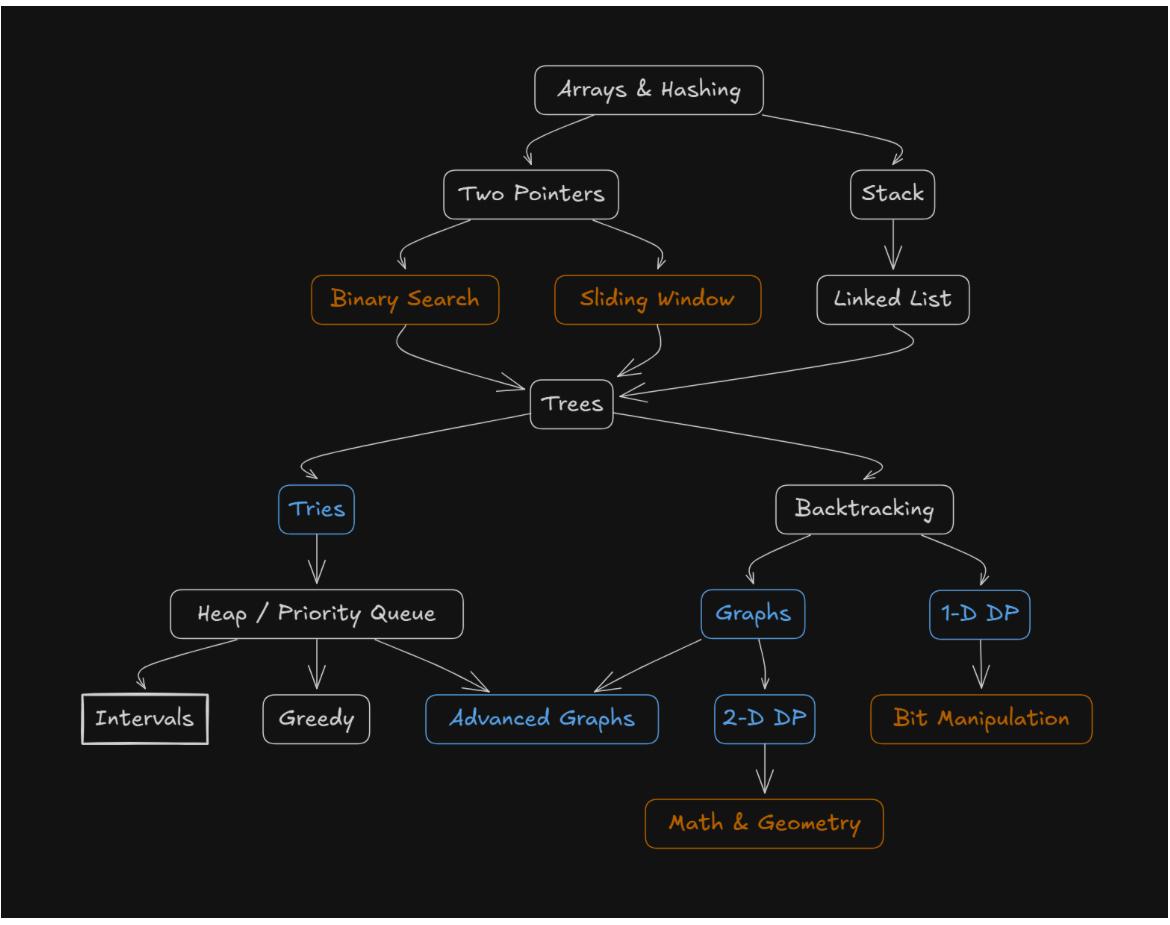 Arrays & Hashing
Two Pointers
Stack
Binary Search
Sliding Window
Linked List
Trees
Tries
Backtracking
Heap / Priority Queue
Graphs
1-D DP
Intervals
Greedy
Advanced Graphs
2-D DP
Bit Manipulation
Math & Geometry